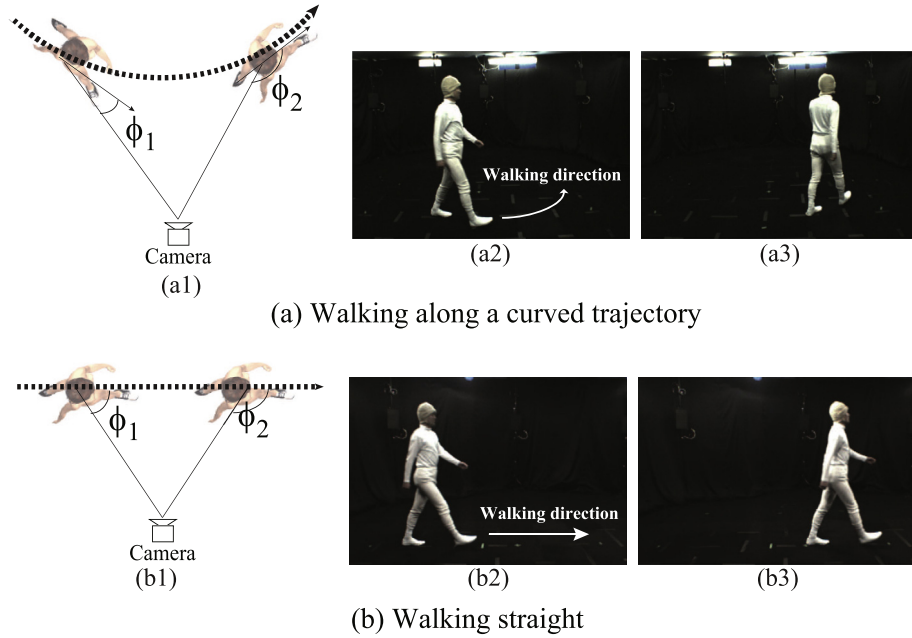 ϕ1
ϕ2
Camera
(a1)
Walking direction
(a2)
(a3)
(a) Walking along a curved trajectory
ϕ1
ϕ2
Camera
(b1)
Walking direction
(b2)
(b3)
(b) Walking straight